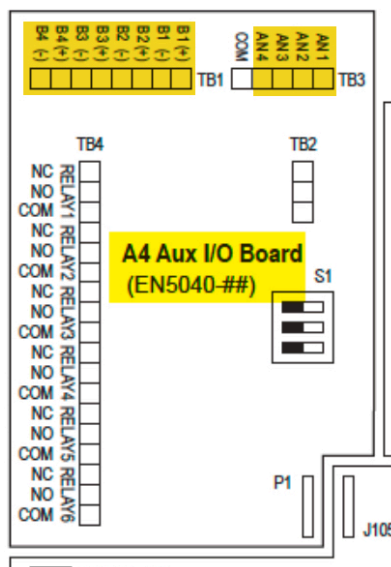 B4 (-)
B4 (+)
B3 (-)
B3 (+)
B2 (-)
B2 (+)
B1 (-)
B1 (+)
TB1
COM
AN4
AN3
AN2
AN1
TB3
TB4
TB2
NC
NO
COM
RELAY1
NC
NO
COM
RELAY2
NC
NO
COM
RELAY3
NC
NO
COM
RELAY4
NC
NO
COM
RELAY5
NC
NO
COM
RELAY6
A4 Aux I/O Board
(EN5040-##)
S1
P1
J105